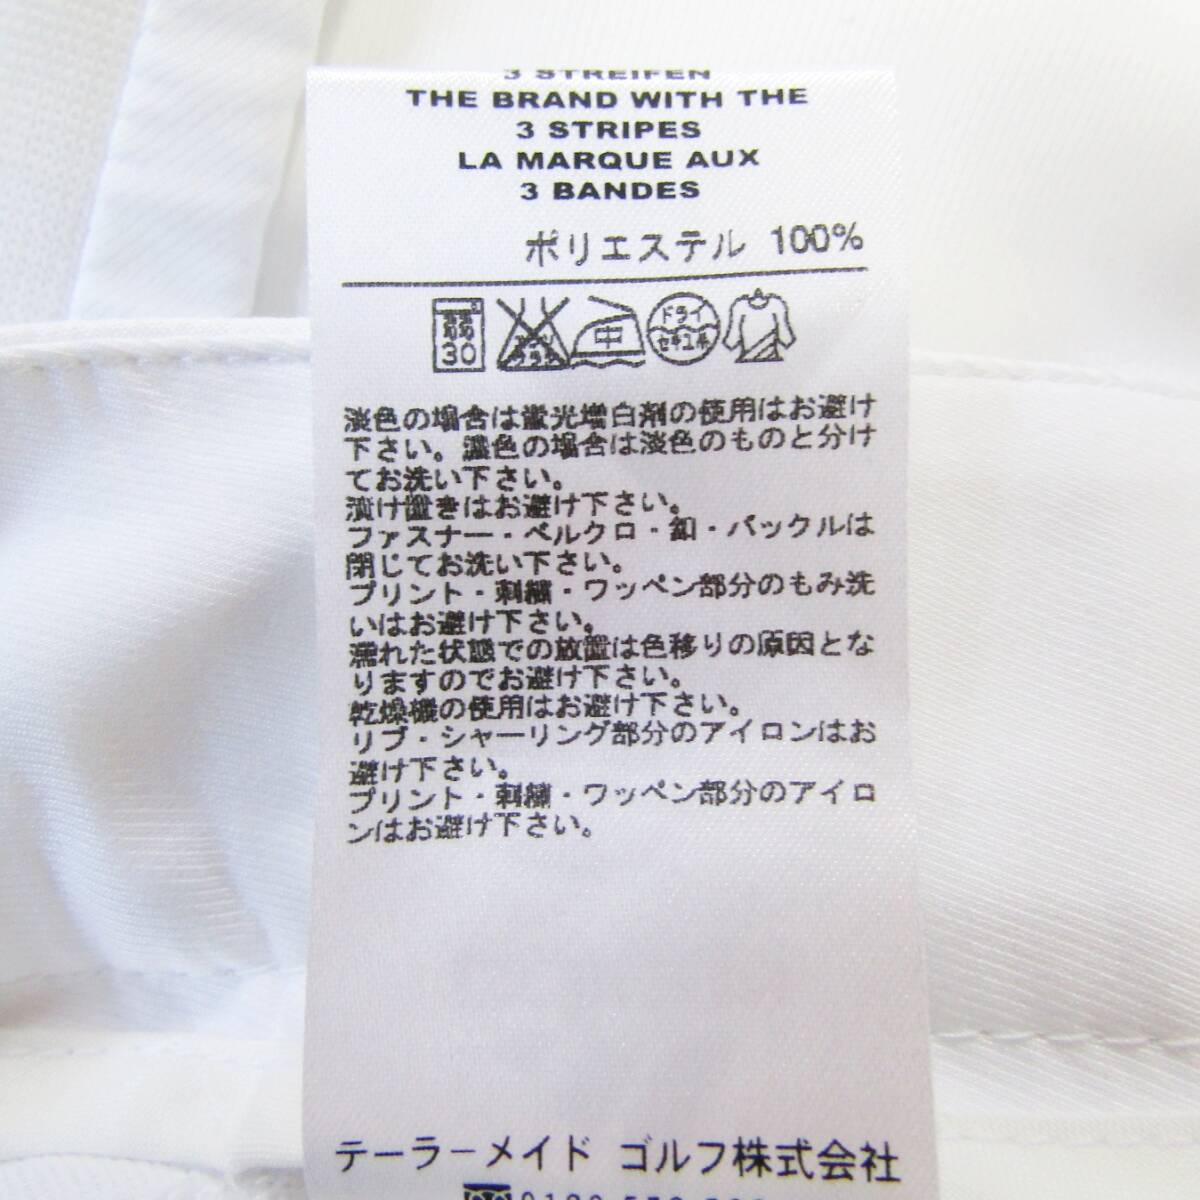 3 STREIFEN
THE BRAND WITH THE
3 STRIPES
LA MARQUE AUX
3 BANDES
ポリエステル 100%
30 中 ドライ セキユ系
淡色の場合は蛍光増白剤の使用はお避け
下さい。濃色の場合は淡色のものと分け
てお洗い下さい。
漬け置きはお避け下さい。
ファスナー・ベルクロ・釦・バックルは
閉じてお洗い下さい。
プリント・刺繍・ワッペン部分のもみ洗
いはお避け下さい。
濡れた状態での放置は色移りの原因とな
りますのでお避け下さい。
乾燥機の使用はお避け下さい。
リブ・シャーリング部分のアイロンはお
避け下さい。
プリント・刺繍・ワッペン部分のアイロ
ンはお避け下さい。
テーラーメイド ゴルフ株式会社